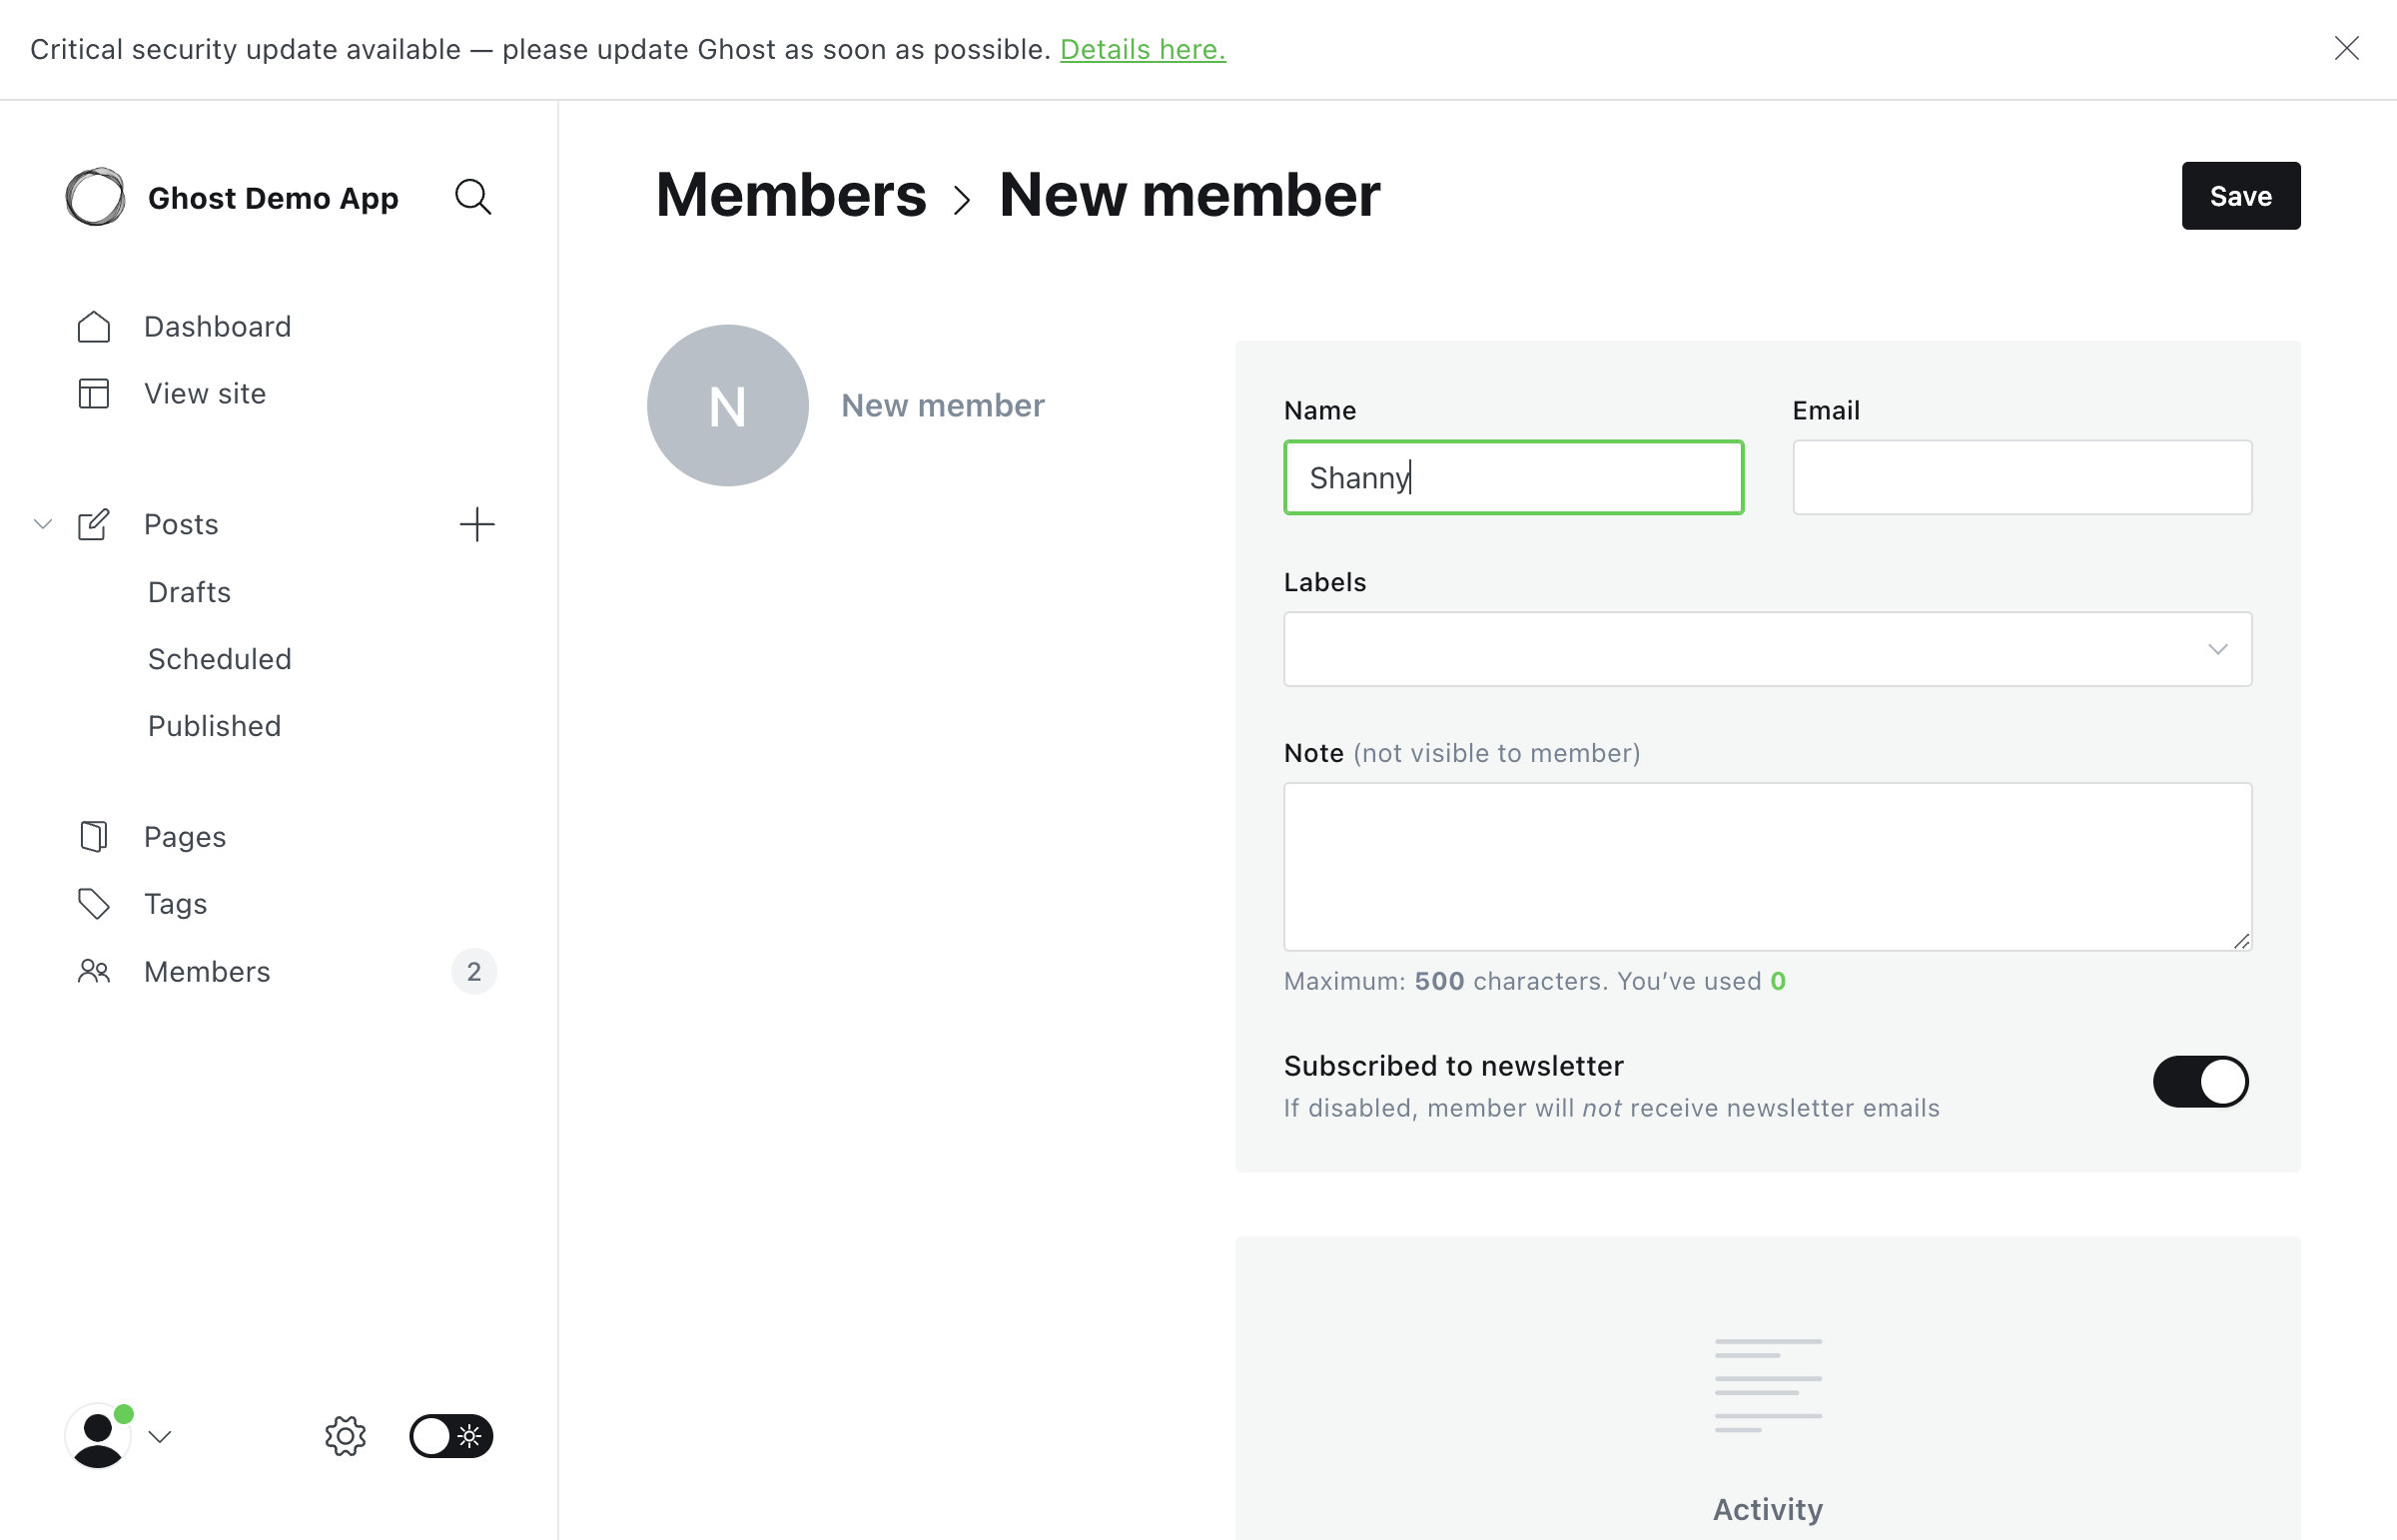 Critical security update available — please update Ghost as soon as possible. Details here.
Ghost Demo App
Dashboard
View site
Posts
Drafts
Scheduled
Published
Pages
Tags
Members 2
Members > New member
Save
N New member
Name
Shanny
Email
Labels
Note (not visible to member)
Maximum: 500 characters. You’ve used 0
Subscribed to newsletter
If disabled, member will not receive newsletter emails
Activity